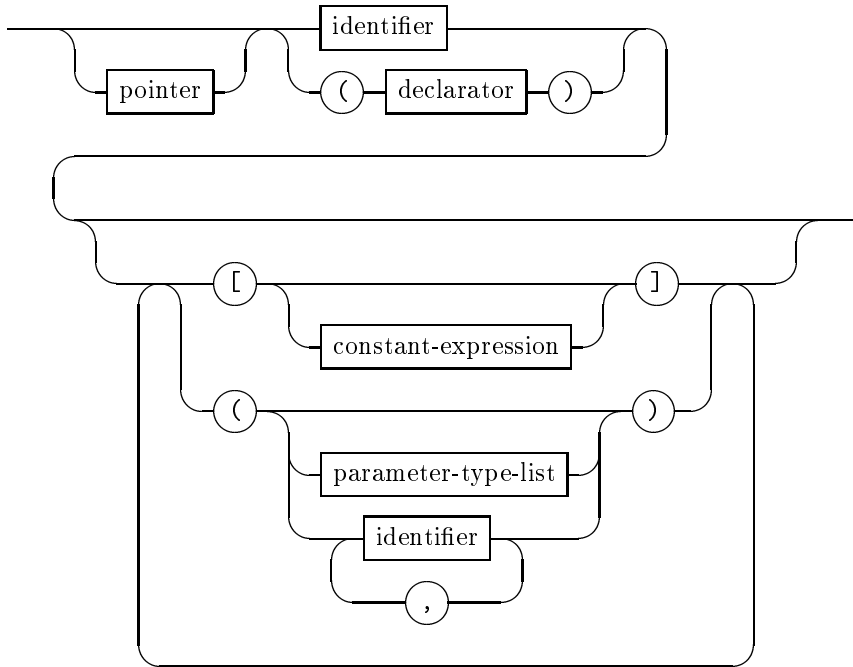 identifier
pointer
( declarator )
[ ]
constant-expression
( )
parameter-type-list
identifier
,